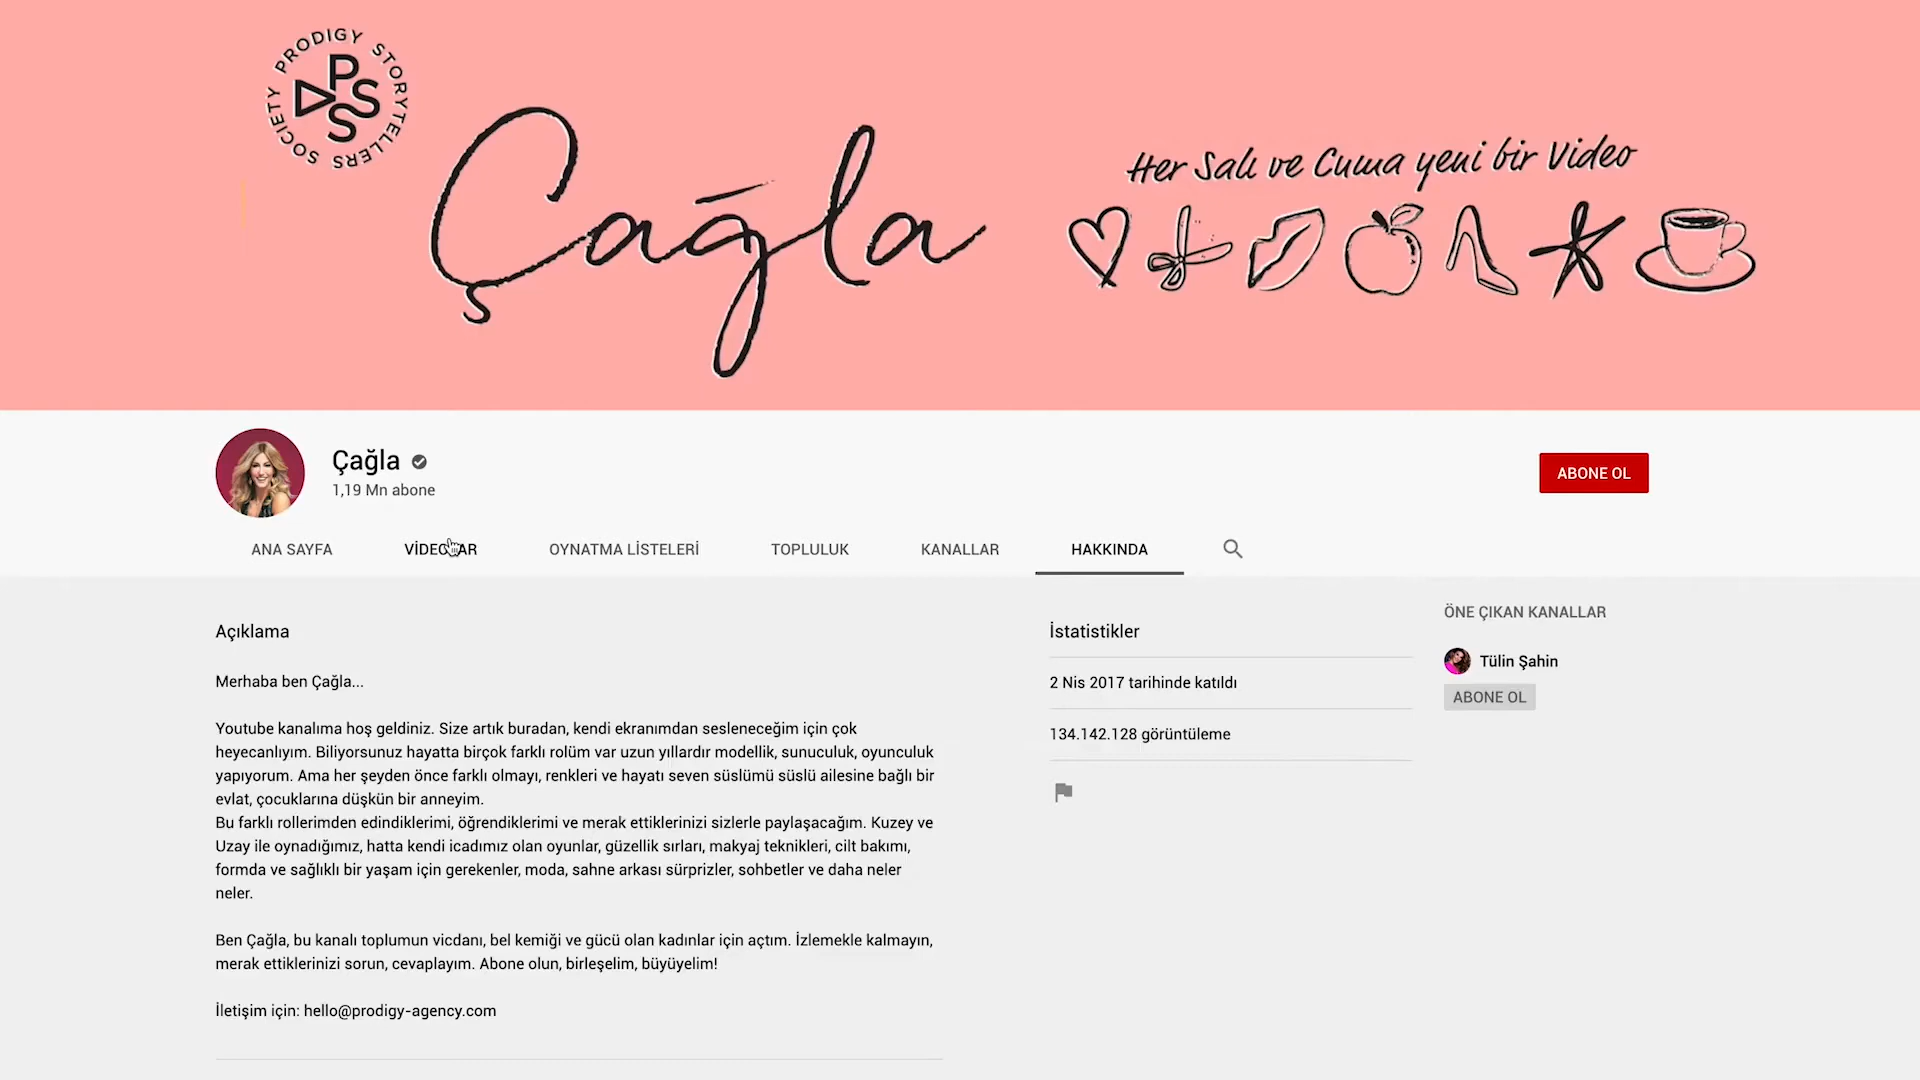 PRODIGY STORYTELLERS SOCIETY
PSSS
Çağla
Her Salı ve Cuma yeni bir Video
Çağla
1,19 Mn abone
ABONE OL
ANA SAYFA
VİDEOLAR
OYNATMA LİSTELERİ
TOPLULUK
KANALLAR
HAKKINDA
Açıklama
Merhaba ben Çağla...
Youtube kanalıma hoş geldiniz. Size artık buradan, kendi ekranımdan sesleneceğim için çok
heyecanlıyım. Biliyorsunuz hayatta birçok farklı rolüm var uzun yıllardır modellik, sunuculuk, oyunculuk
yapıyorum. Ama her şeyden önce farklı olmayı, renkleri ve hayatı seven süslümü süslü ailesine bağlı bir
evlat, çocuklarına düşkün bir anneyim.
Bu farklı rollerimden edindiklerimi, öğrendiklerimi ve merak ettiklerinizi sizlerle paylaşacağım. Kuzey ve
Uzay ile oynadığımız, hatta kendi icadımız olan oyunlar, güzellik sırları, makyaj teknikleri, cilt bakımı,
formda ve sağlıklı bir yaşam için gerekenler, moda, sahne arkası sürprizler, sohbetler ve daha neler
neler.
Ben Çağla, bu kanalı toplumun vicdanı, bel kemiği ve gücü olan kadınlar için açtım. İzlemekle kalmayın,
merak ettiklerinizi sorun, cevaplayım. Abone olun, birleşelim, büyüyelim!
İletişim için: hello@prodigy-agency.com
İstatistikler
2 Nis 2017 tarihinde katıldı
134.142.128 görüntüleme
ÖNE ÇIKAN KANALLAR
Tülin Şahin
ABONE OL